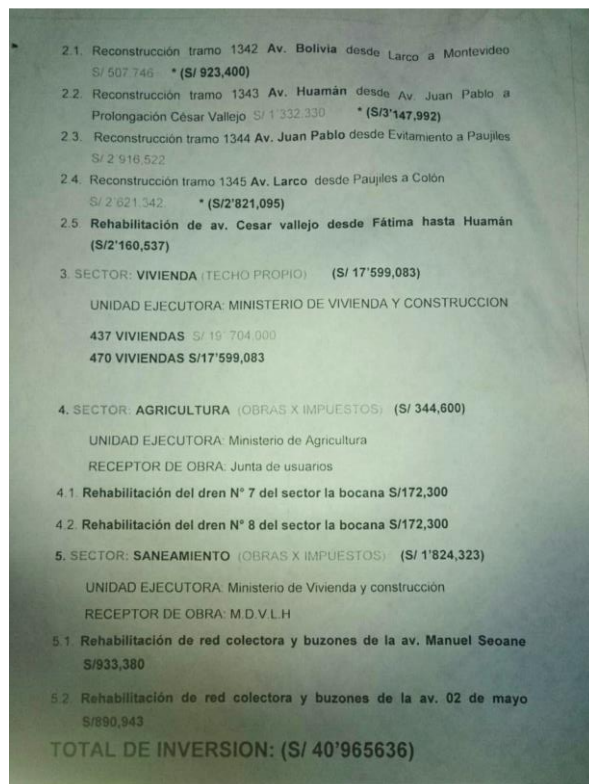 2.1. Reconstrucción tramo 1342 Av. Bolivia desde Larco a Montevideo
S/ 507.746 * (S/ 923,400)
2.2. Reconstrucción tramo 1343 Av. Huamán desde Av. Juan Pablo a
Prolongación César Vallejo S/ 1'332.330 * (S/3'147,992)
2.3. Reconstrucción tramo 1344 Av. Juan Pablo desde Evitamiento a Paujiles
S/ 2'916,522
2.4. Reconstrucción tramo 1345 Av. Larco desde Paujiles a Colón
S/ 2'621.342. * (S/2'821,095)
2.5. Rehabilitación de av. Cesar vallejo desde Fátima hasta Huamán
(S/2'160,537)
3. SECTOR: VIVIENDA (TECHO PROPIO) (S/ 17'599,083)
UNIDAD EJECUTORA: MINISTERIO DE VIVIENDA Y CONSTRUCCION
437 VIVIENDAS S/ 19' 704,000
470 VIVIENDAS S/17'599,083
4. SECTOR: AGRICULTURA (OBRAS X IMPUESTOS) (S/ 344,600)
UNIDAD EJECUTORA: Ministerio de Agricultura
RECEPTOR DE OBRA: Junta de usuarios
4.1. Rehabilitación del dren N° 7 del sector la bocana S/172,300
4.2. Rehabilitación del dren N° 8 del sector la bocana S/172,300
5. SECTOR: SANEAMIENTO (OBRAS X IMPUESTOS) (S/ 1'824,323)
UNIDAD EJECUTORA: Ministerio de Vivienda y construcción
RECEPTOR DE OBRA: M.D.V.L.H
5.1. Rehabilitación de red colectora y buzones de la av. Manuel Seoane
S/933,380
5.2. Rehabilitación de red colectora y buzones de la av. 02 de mayo
S/890,943
TOTAL DE INVERSION: (S/ 40'965636)